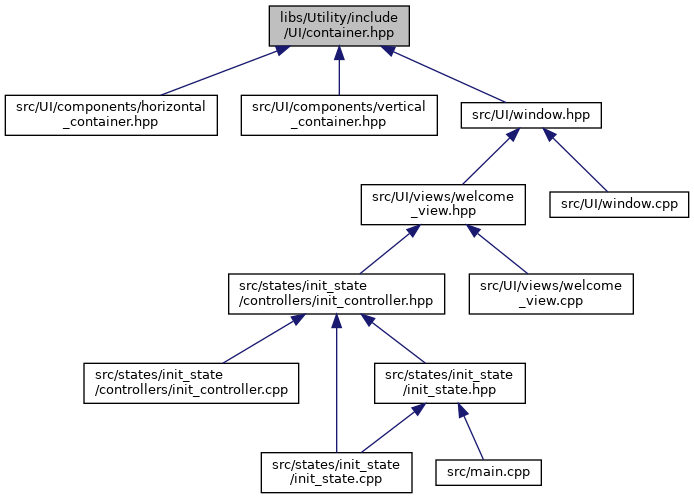 libs/Utility/include
/UI/container.hpp
src/UI/components/horizontal
_container.hpp
src/UI/components/vertical
_container.hpp
src/UI/window.hpp
src/UI/views/welcome
_view.hpp
src/UI/window.cpp
src/states/init_state
/controllers/init_controller.hpp
src/UI/views/welcome
_view.cpp
src/states/init_state
/controllers/init_controller.cpp
src/states/init_state
/init_state.hpp
src/states/init_state
/init_state.cpp
src/main.cpp